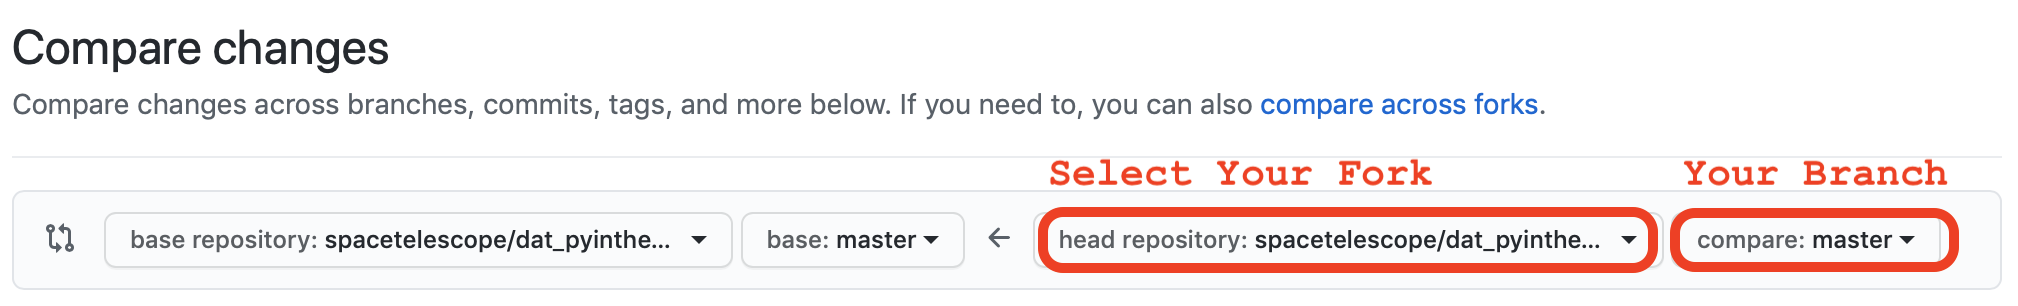 Compare changes
Compare changes across branches, commits, tags, and more below. If you need to, you can also compare across forks.
Select Your Fork Your Branch
base repository: spacetelescope/dat_pyinthe... base: master head repository: spacetelescope/dat_pyinthe... compare: master